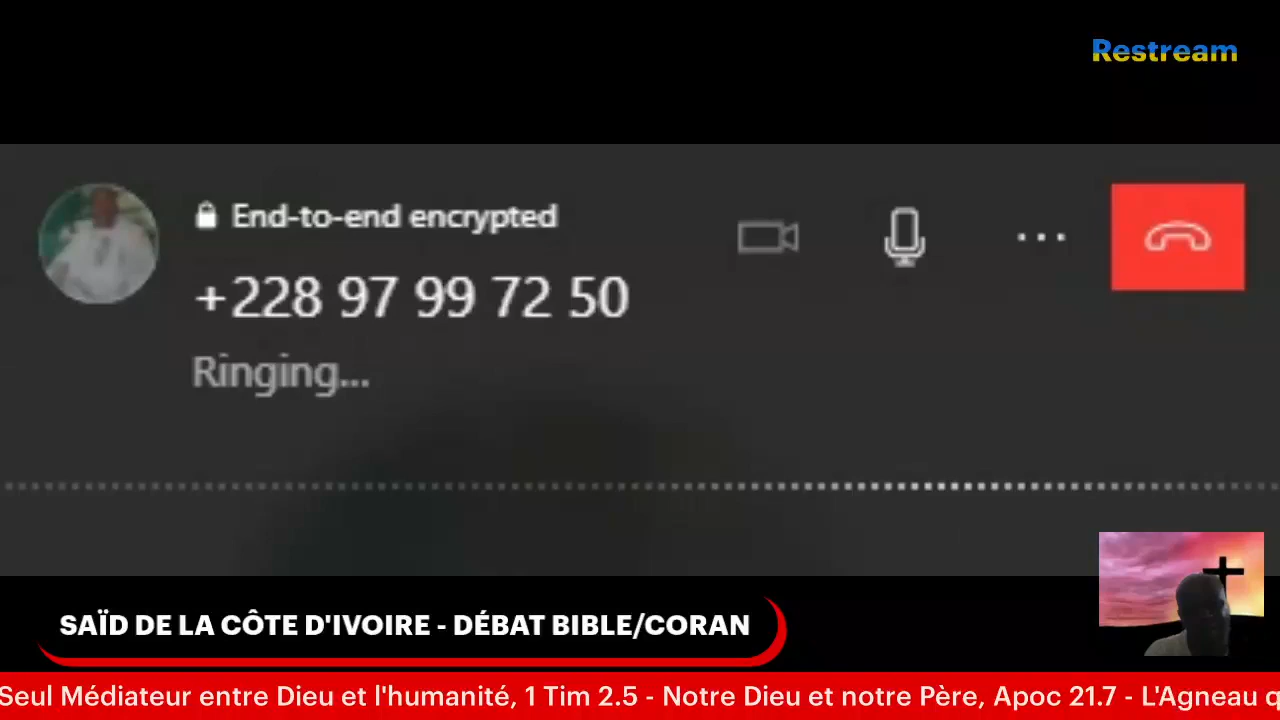 Restream
End-to-end encrypted
+228 97 99 72 50
Ringing...
SAÏD DE LA CÔTE D'IVOIRE - DÉBAT BIBLE/CORAN
Seul Médiateur entre Dieu et l'humanité, 1 Tim 2.5 - Notre Dieu et notre Père, Apoc 21.7 - L'Agneau q